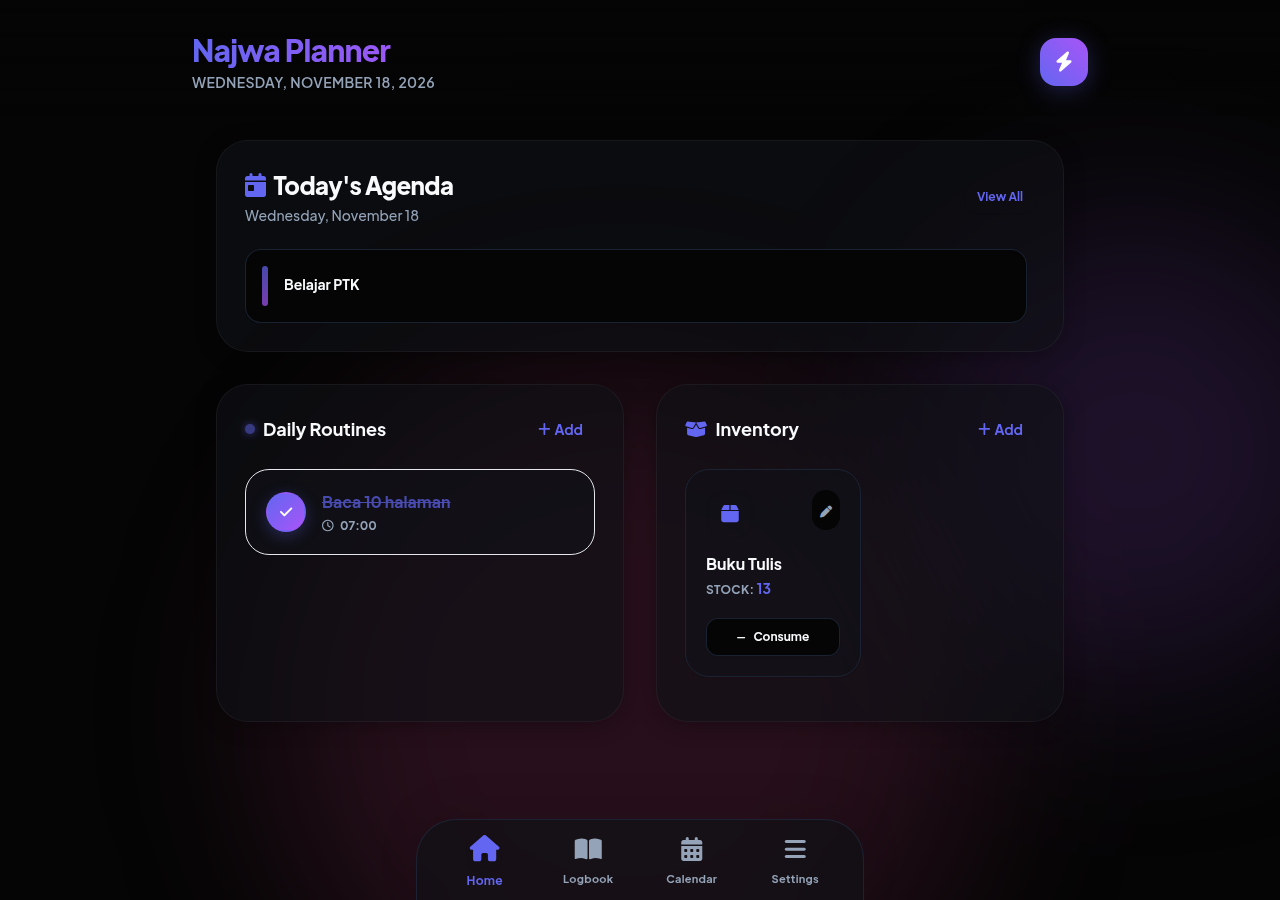 Najwa Planner
WEDNESDAY, NOVEMBER 18, 2026
Today's Agenda
Wednesday, November 18
View All
Belajar PTK
Daily Routines
+ Add
Baca 10 halaman
07:00
Inventory
+ Add
Buku Tulis
STOCK: 13
− Consume
Home
Logbook
Calendar
Settings